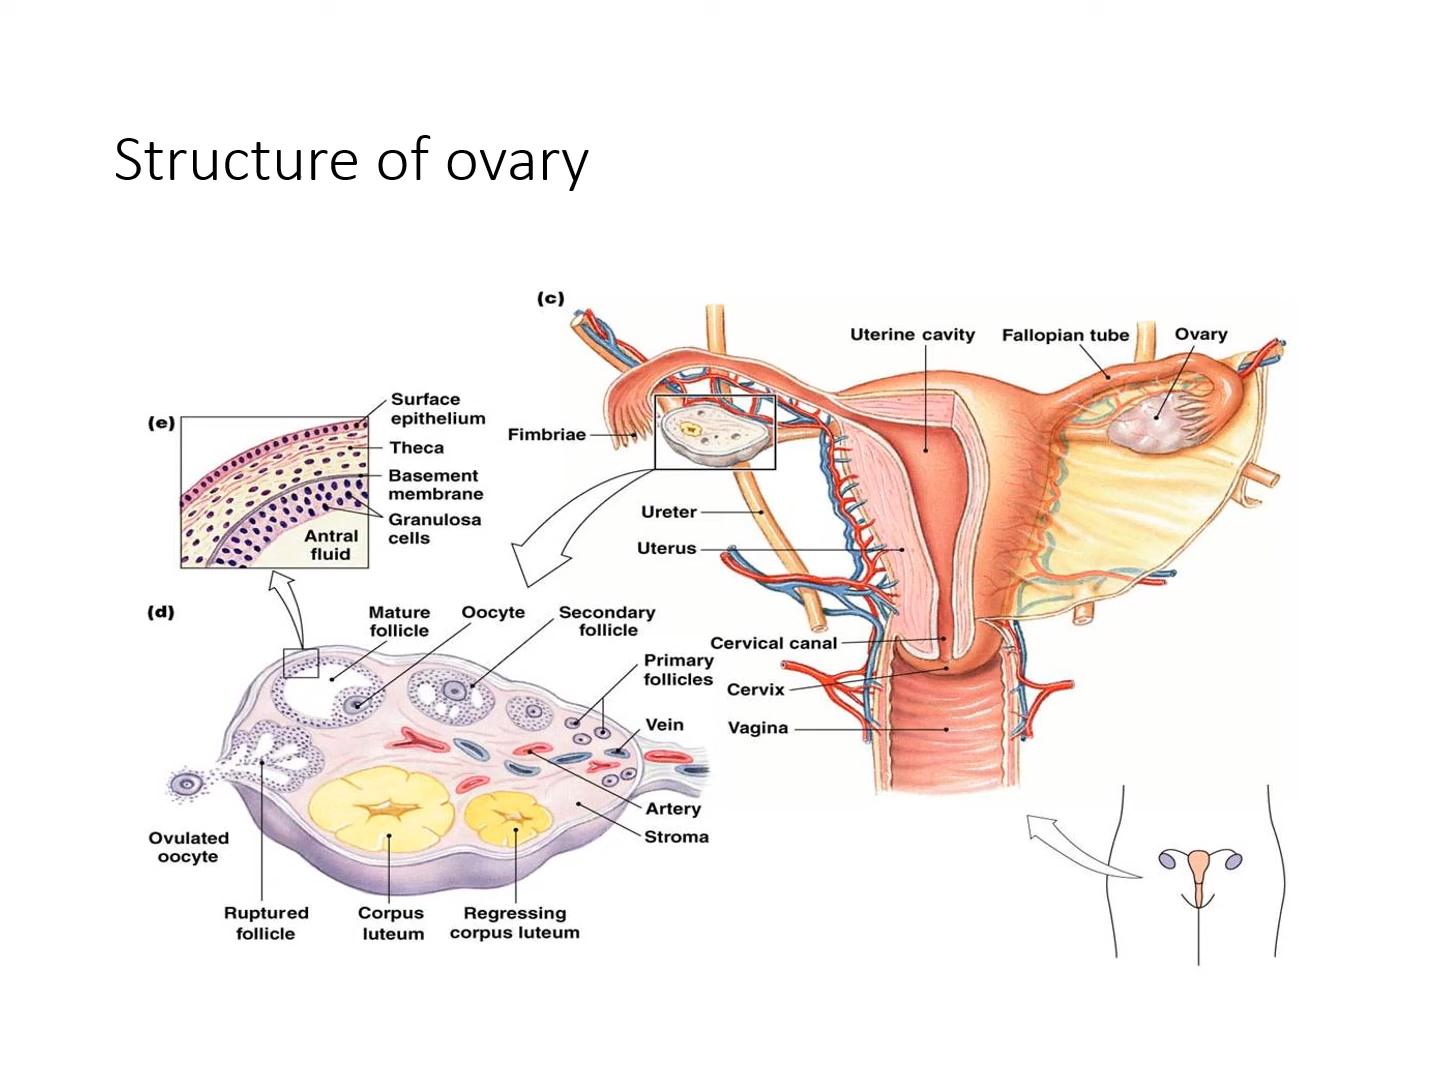 Structure of ovary
(c)
Uterine cavity
Fallopian tube
Ovary
Fimbriae
Ureter
Uterus
Cervical canal
Cervix
Vagina
(e)
Surface
epithelium
Theca
Basement
membrane
Granulosa
cells
Antral
fluid
(d)
Mature
follicle
Oocyte
Secondary
follicle
Primary
follicles
Vein
Artery
Stroma
Ovulated
oocyte
Ruptured
follicle
Corpus
luteum
Regressing
corpus luteum